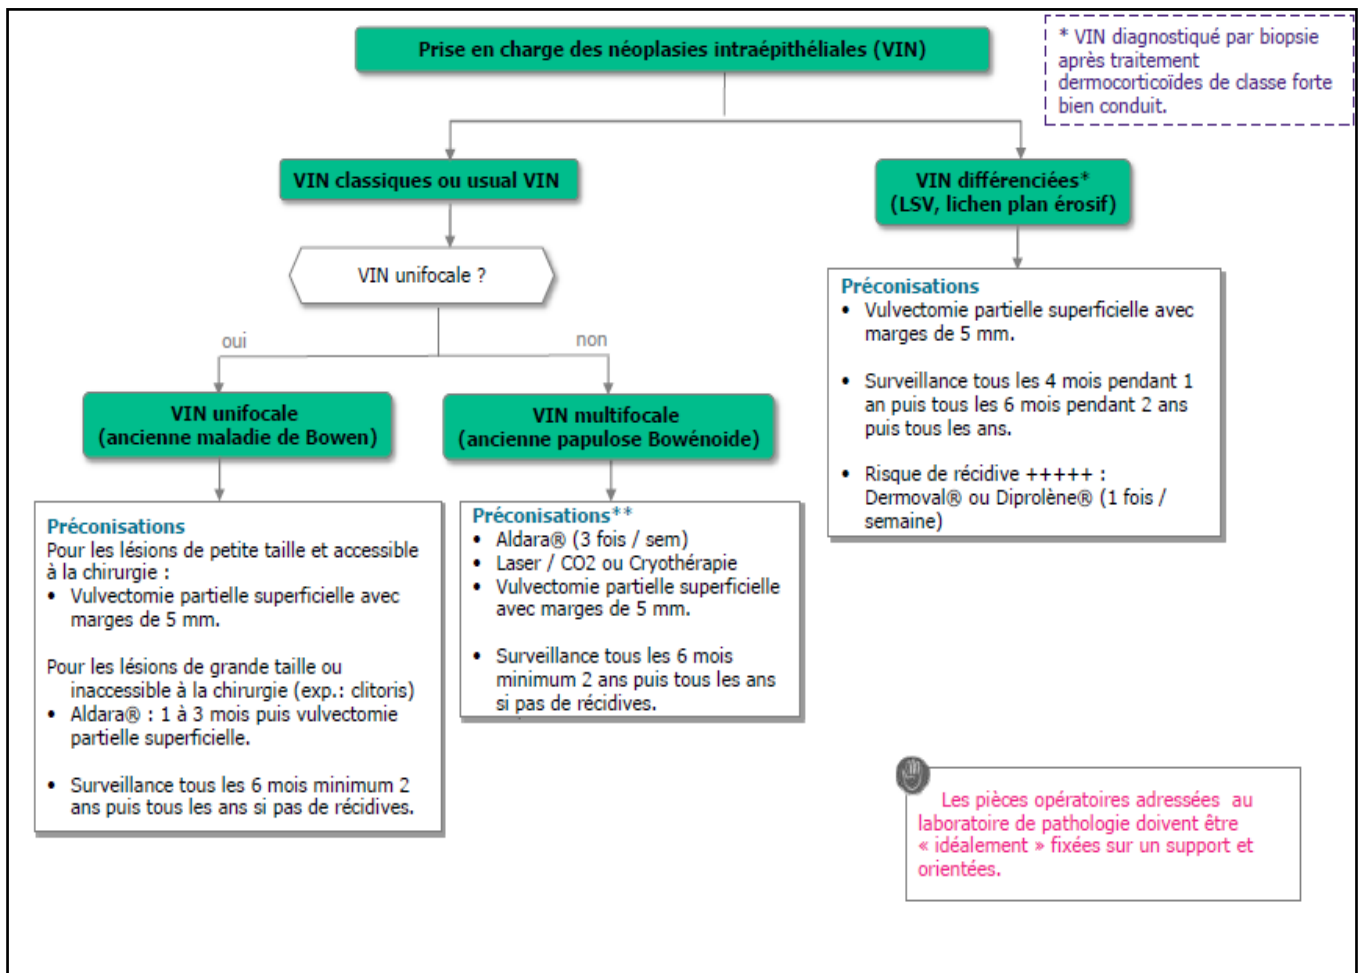 Prise en charge des néoplasies intraépithéliales (VIN)
* VIN diagnostiqué par biopsie
après traitement
dermocorticoïdes de classe forte
bien conduit.
VIN classiques ou usual VIN
VIN différenciées*
(LSV, lichen plan érosif)
VIN unifocale ?
oui
non
VIN unifocale
(ancienne maladie de Bowen)
VIN multifocale
(ancienne papulose Bowénoide)
Préconisations
Pour les lésions de petite taille et accessible
à la chirurgie :
• Vulvectomie partielle superficielle avec
marges de 5 mm.
Pour les lésions de grande taille ou
inaccessible à la chirurgie (exp.: clitoris)
• Aldara® : 1 à 3 mois puis vulvectomie
partielle superficielle.
• Surveillance tous les 6 mois minimum 2
ans puis tous les ans si pas de récidives.
Préconisations**
• Aldara® (3 fois / sem)
• Laser / CO2 ou Cryothérapie
• Vulvectomie partielle superficielle
avec marges de 5 mm.
• Surveillance tous les 6 mois
minimum 2 ans puis tous les ans
si pas de récidives.
Préconisations
• Vulvectomie partielle superficielle avec
marges de 5 mm.
• Surveillance tous les 4 mois pendant 1
an puis tous les 6 mois pendant 2 ans
puis tous les ans.
• Risque de récidive +++++ :
Dermoval® ou Diprolène® (1 fois /
semaine)
Les pièces opératoires adressées au
laboratoire de pathologie doivent être
« idéalement » fixées sur un support et
orientées.